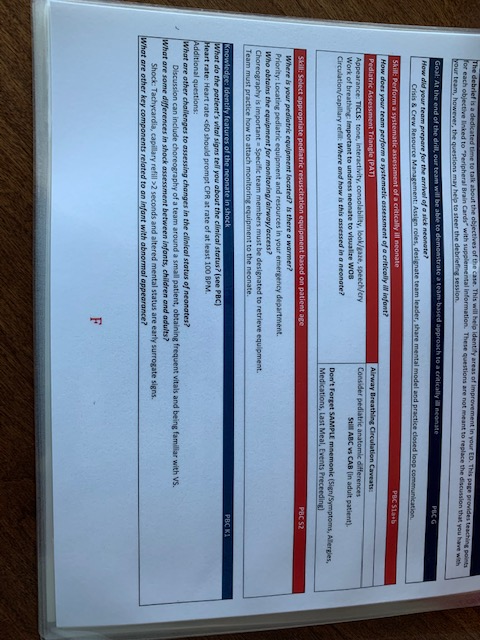 The debrief is a dedicated time to talk about the objectives of the case. This will help identify areas of improvement in your ED. This page provides teaching points
for each objective linked to "Peripheral Brain Cards" with supplemental information. These questions are not meant to replace the discussion that you have with
your team, however, the questions may help to steer the debriefing session.
Goal: At the end of the drill, our team will be able to demonstrate a team-based approach to a critically ill neonate PBC G
How did your team prepare for the arrival of a sick neonate?
Crisis & Crew Resource Management: Assign roles, designate team leader, share mental model and practice closed loop communication.
Skill: Perform a systematic assessment of a critically ill neonate PBC S1a+b
How does your team perform a systematic assessment of a critically ill infant?
Pediatric Assessment Triangle (PAT)
Appearance: TICLS: tone, interactivity, consolability, look/gaze, speech/cry
Work of breathing: Important to undress neonate to visualize WOB
Circulation/capillary refill: Where and how is this assessed in a neonate?
Airway Breathing Circulation Caveats:
Consider pediatric anatomic differences
Still ABC vs CAB (in adult patient).
Don't Forget SAMPLE mnemonic (Sign/Symptoms, Allergies,
Medications, Last Meal, Events Preceeding)
Skill: Select appropriate pediatric resuscitation equipment based on patient age PBC S2
Where is your pediatric equipment located? Is there a warmer?
Priority: Locating pediatric equipment and resources in your emergency department.
Who obtains the equipment for monitoring/airway/access?
Choreography is important – Specific team members must be designated to retrieve equipment.
Team must practice how to attach monitoring equipment to the neonate.
Knowledge: Identify features of the neonate in shock PBC K1
What do the patient's vital signs tell you about the clinical status? (see PBC)
Heart rate: Heart rate <60 should prompt CPR at rate of at least 100 BPM.
Additional questions:
What are other challenges to assessing changes in the clinical status of neonates?
Discussion can include choreography of a team around a small patient, obtaining frequent vitals and being familiar with VS.
What are some differences in shock assessment between infants, children and adults?
Shock: Tachycardia, capillary refill >2 seconds and altered mental status are early surrogate signs.
What are other key components related to an infant with abnormal appearance?
F